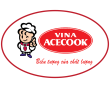 VINA
ACECOOK
Biểu tượng của chất lượng